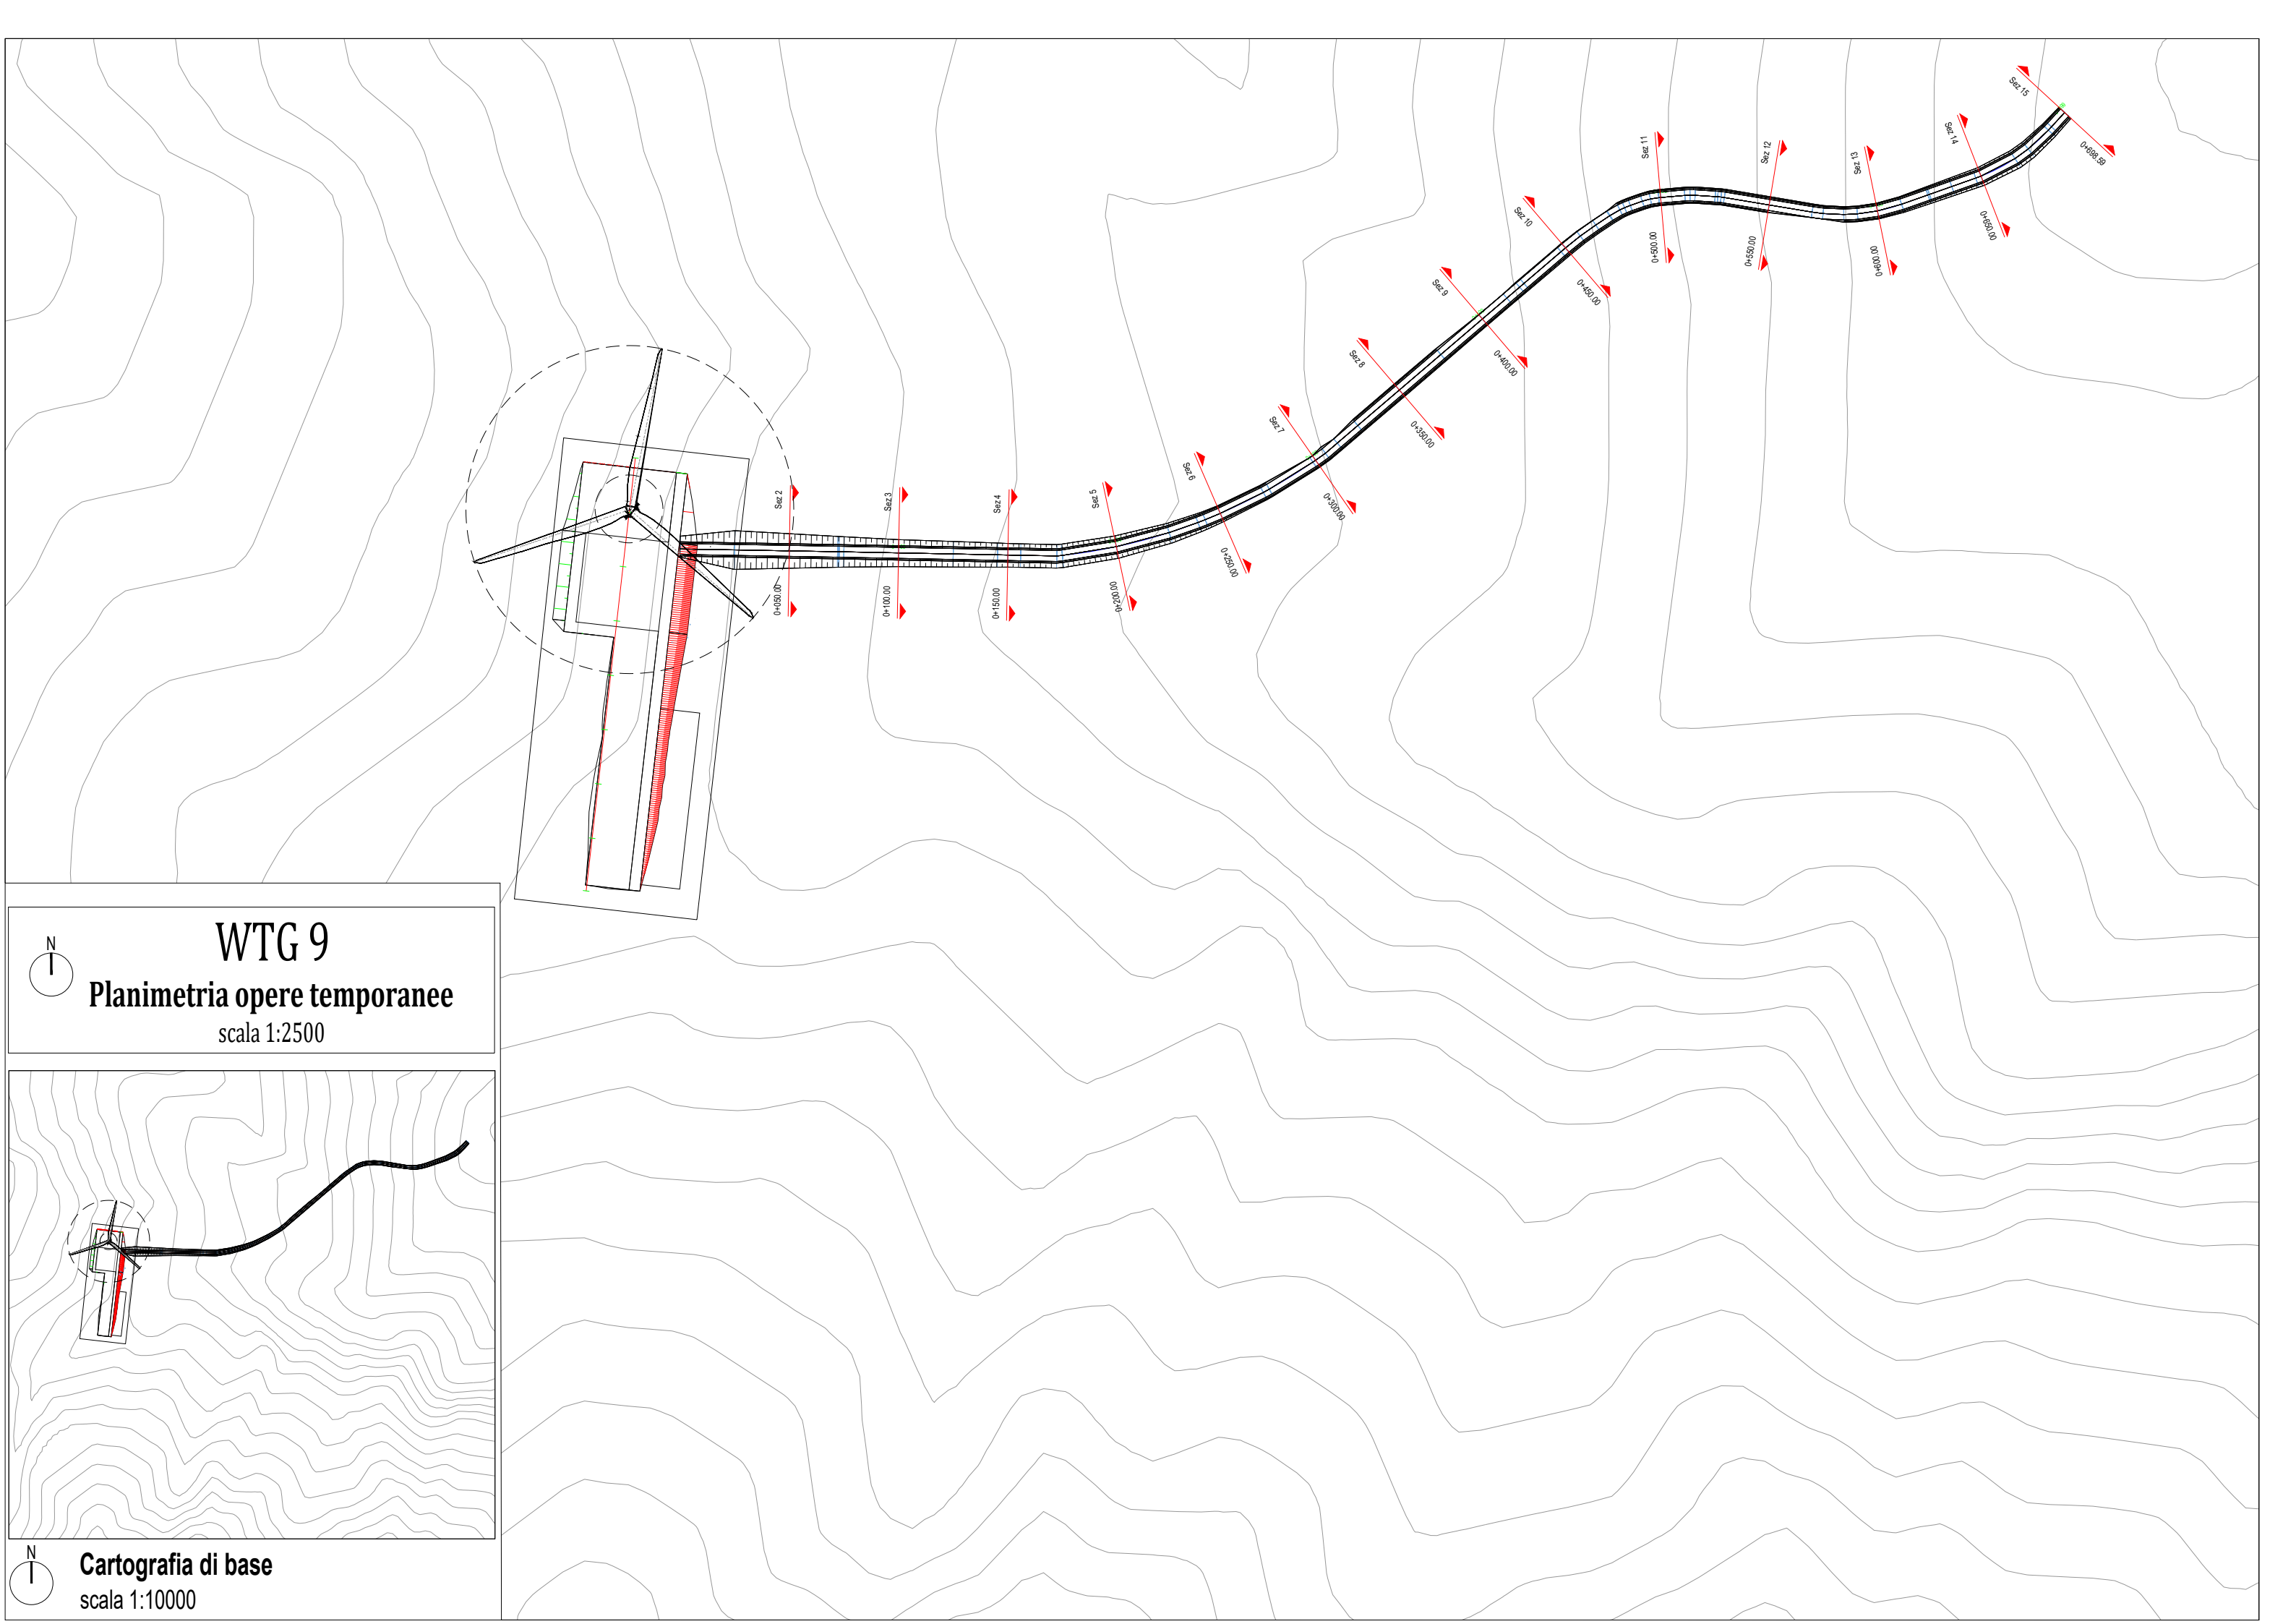 Sez 2
0+050.00
Sez 3
0+100.00
Sez 4
0+150.00
Sez 5
0+200.00
Sez 6
0+250.00
Sez 7
0+300.00
Sez 8
0+350.00
Sez 9
0+400.00
Sez 10
0+450.00
Sez 11
0+500.00
Sez 12
0+550.00
Sez 13
0+600.00
Sez 14
0+650.00
Sez 15
0+698.59
N
WTG 9
Planimetria opere temporanee
scala 1:2500
N
Cartografia di base
scala 1:10000